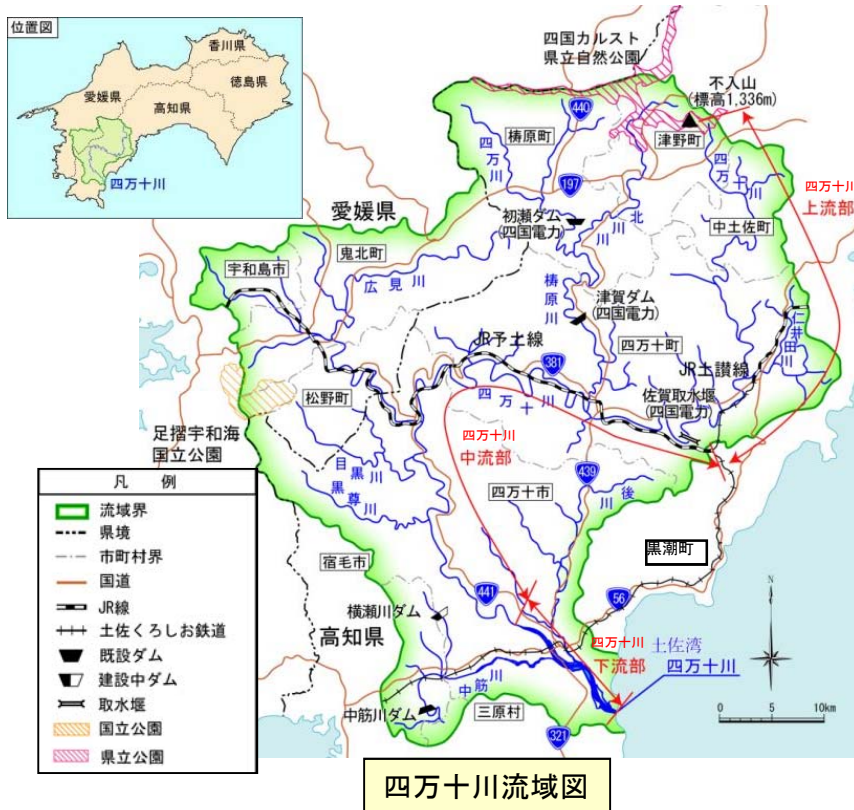 位置図
香川県
徳島県
愛媛県
高知県
四万十川
四国カルスト
県立自然公園
不入山
(標高1,336m)
440
梼原町
津野町
四万川
四万十川
197
四万十川
上流部
愛媛県
初瀬ダム
(四国電力)
北川川
中土佐町
鬼北町
宇和島市
広見川
梼原川
津賀ダム
(四国電力)
仁井田川
JR予土線
381
四万十町
JR土讃線
松野町
四万十川
佐賀取水堰
(四国電力)
足摺宇和海
国立公園
四万十川
中流部
目黒川
黒尊川
439
四万十市
後川
黒潮町
宿毛市
441
56
横瀬川ダム
高知県
四万十川
下流部
土佐湾
四万十川
中筋川
中筋川ダム
三原村
321
N
0 5 10km
凡 例
流域界
県境
市町村界
国道
JR線
土佐くろしお鉄道
既設ダム
建設中ダム
取水堰
国立公園
県立公園
四万十川流域図